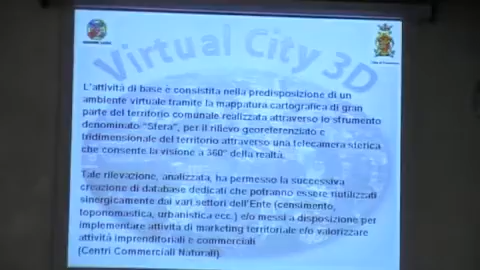 Virtual City 3D
L'attività di base è consistita nella predisposizione di un
ambiente virtuale tramite la mappatura cartografica di gran
parte del territorio comunale realizzata attraverso lo strumento
denominato "Sfera", per il rilievo georeferenziato e
tridimensionale del territorio attraverso una telecamera sferica
che consente la visione a 360° della realtà.
Tale rilevazione, analizzata, ha permesso la successiva
creazione di database dedicati che potranno essere riutilizzati
sinergicamente dai vari settori dell'Ente (censimento,
toponomastica, urbanistica ecc.) e/o messi a disposizione per
implementare attività di marketing territoriale e/o valorizzare
attività imprenditoriali e commerciali
(Centri Commerciali Naturali).